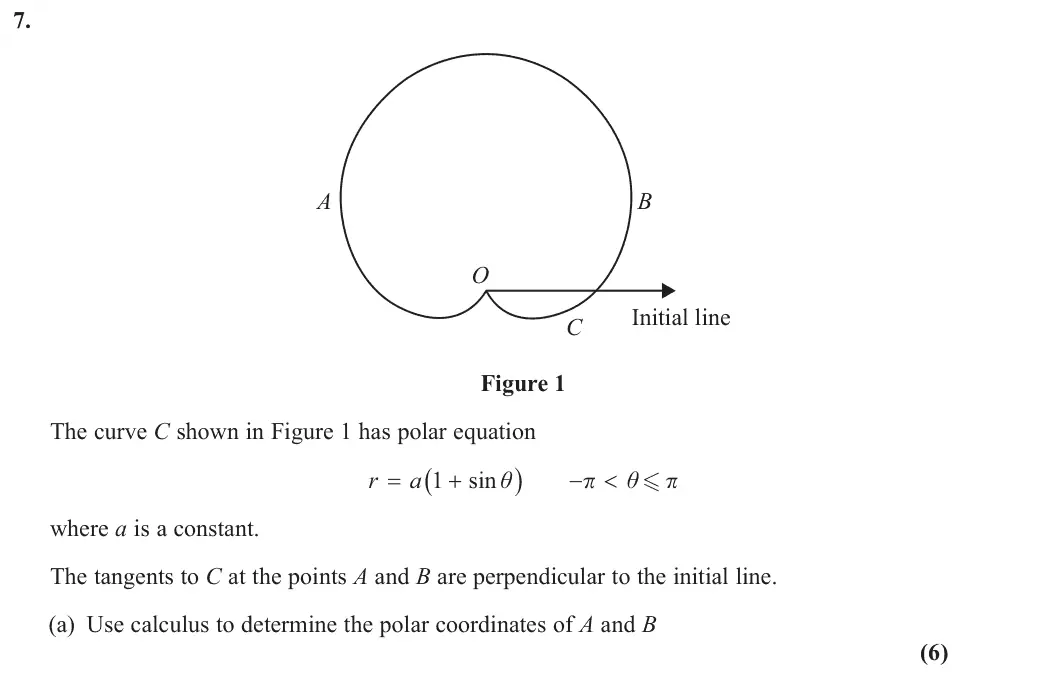 7.
A
B
O
C
Initial line
Figure 1
The curve C shown in Figure 1 has polar equation
r = a(1 + sin θ)  −π < θ ⩽ π
where a is a constant.
The tangents to C at the points A and B are perpendicular to the initial line.
(a) Use calculus to determine the polar coordinates of A and B
(6)